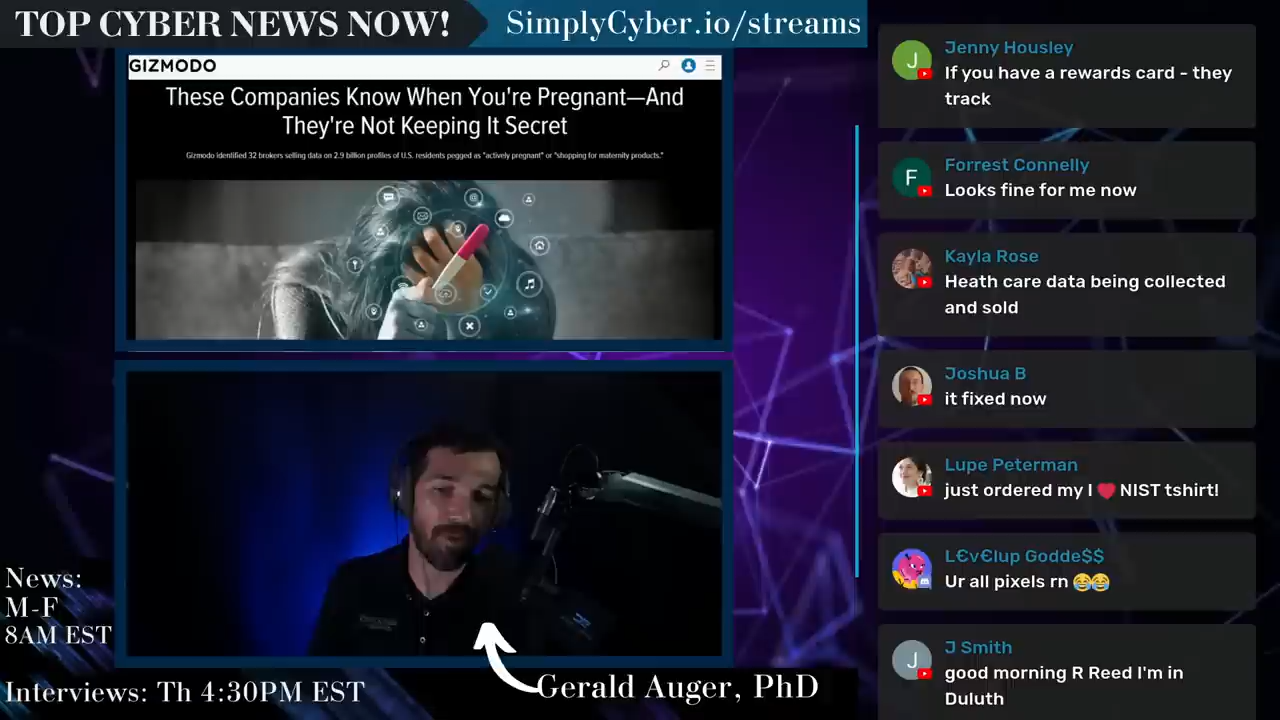 TOP CYBER NEWS NOW!
SimplyCyber.io/streams
GIZMODO
These Companies Know When You're Pregnant—And
They're Not Keeping It Secret
Gizmodo identified 32 brokers selling data on 2.9 billion profiles of U.S. residents pegged as "actively pregnant" or "shopping for maternity products."
News:
M-F
8AM EST
Interviews: Th 4:30PM EST
Gerald Auger, PhD
Jenny Housley
If you have a rewards card - they
track
Forrest Connelly
Looks fine for me now
Kayla Rose
Heath care data being collected
and sold
Joshua B
it fixed now
Lupe Peterman
just ordered my I ❤️ NIST tshirt!
L€v€lup Godde$$
Ur all pixels rn 😂😂
J Smith
good morning R Reed I'm in
Duluth